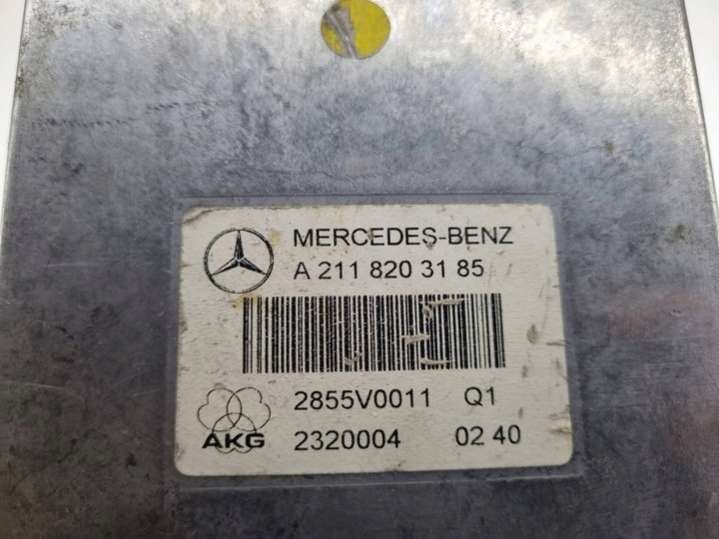 MERCEDES-BENZ
A 211 820 31 85
2855V0011 Q1
AKG 2320004 02 40